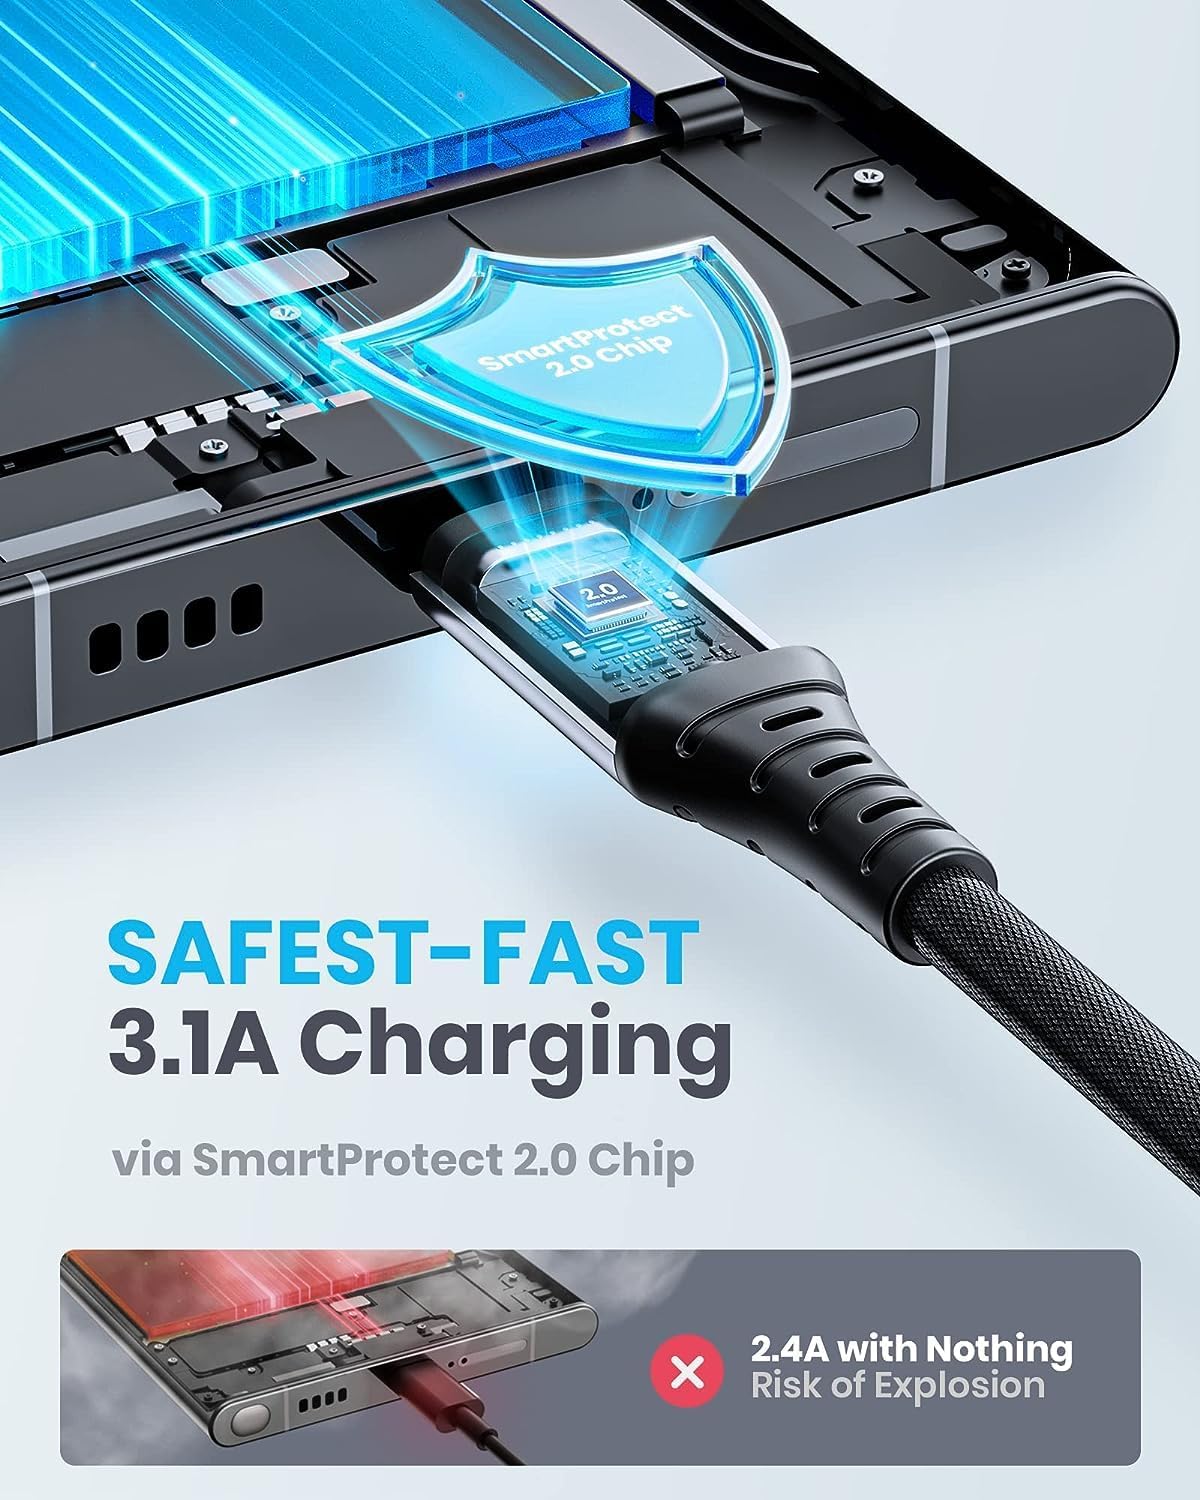 SmartProtect
2.0 Chip
2.0
SmartProtect
SAFEST-FAST
3.1A Charging
via SmartProtect 2.0 Chip
2.4A with Nothing
Risk of Explosion